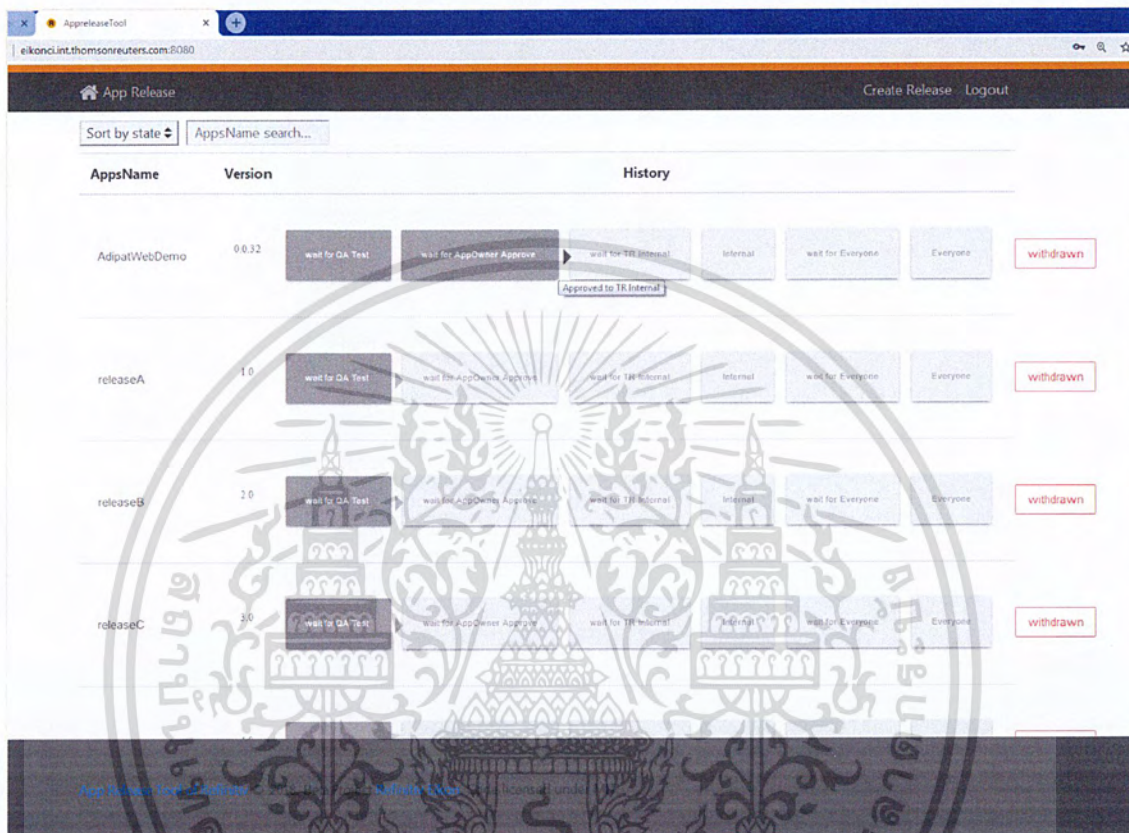 AppreleaseTool
eikonci.int.thomsonreuters.com:8080
App Release
Create Release Logout
Sort by state AppsName search...
AppsName Version History
AdipatWebDemo 0.0.32 wait for QA Test wait for AppOwner Approve wait for TR Internal Internal wait for Everyone Everyone withdrawn
Approved to TR Internal
releaseA 1.0 wait for QA Test wait for AppOwner Approve wait for TR Internal Internal wait for Everyone Everyone withdrawn
releaseB 2.0 wait for QA Test wait for AppOwner Approve wait for TR Internal Internal wait for Everyone Everyone withdrawn
releaseC 3.0 wait for QA Test wait for AppOwner Approve wait for TR Internal Internal wait for Everyone Everyone withdrawn
App Release Tool of Refinitiv
licensed under